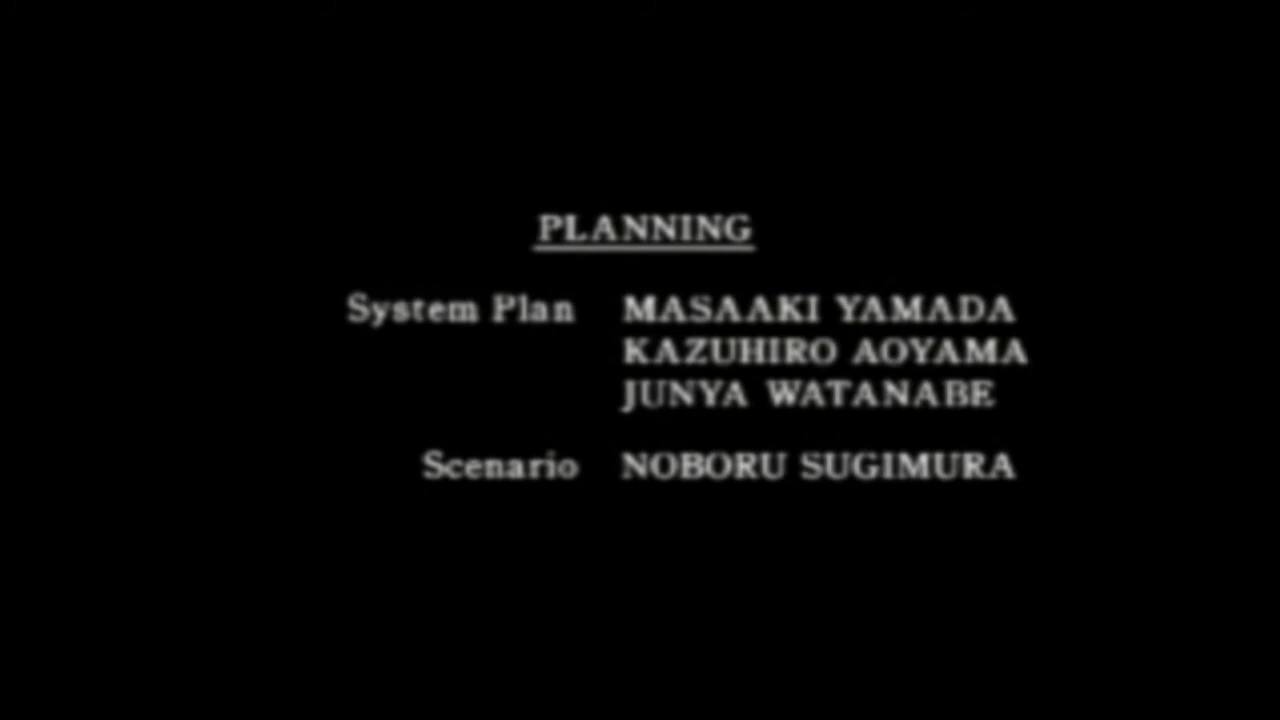 PLANNING
System Plan MASAAKI YAMADA
KAZUHIRO AOYAMA
JUNYA WATANABE
Scenario NOBORU SUGIMURA